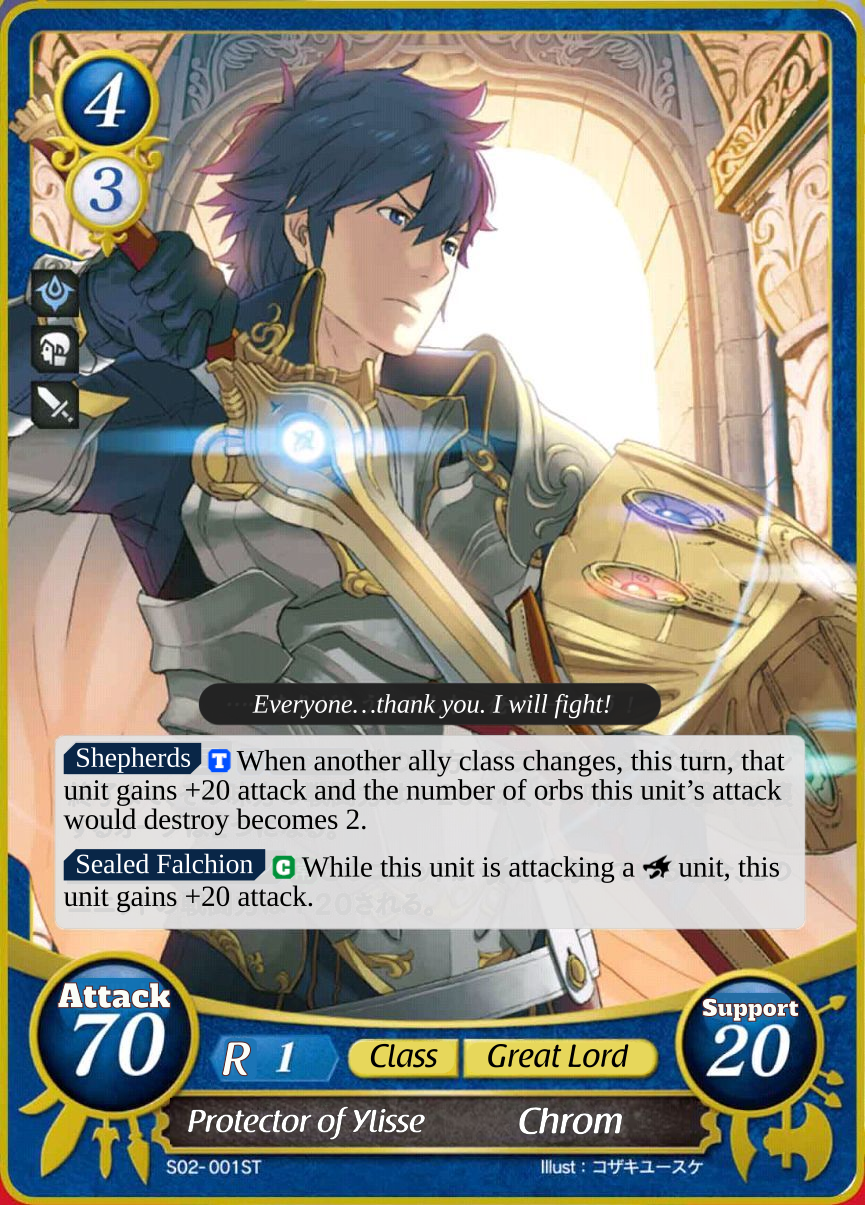 4
3
Everyone…thank you. I will fight!
Shepherds T When another ally class changes, this turn, that
unit gains +20 attack and the number of orbs this unit’s attack
would destroy becomes 2.
Sealed Falchion C While this unit is attacking a unit, this
unit gains +20 attack.
Attack
70
R 1
Class Great Lord
Support
20
Protector of Ylisse Chrom
S02-001ST
Illust：コザキユースケ